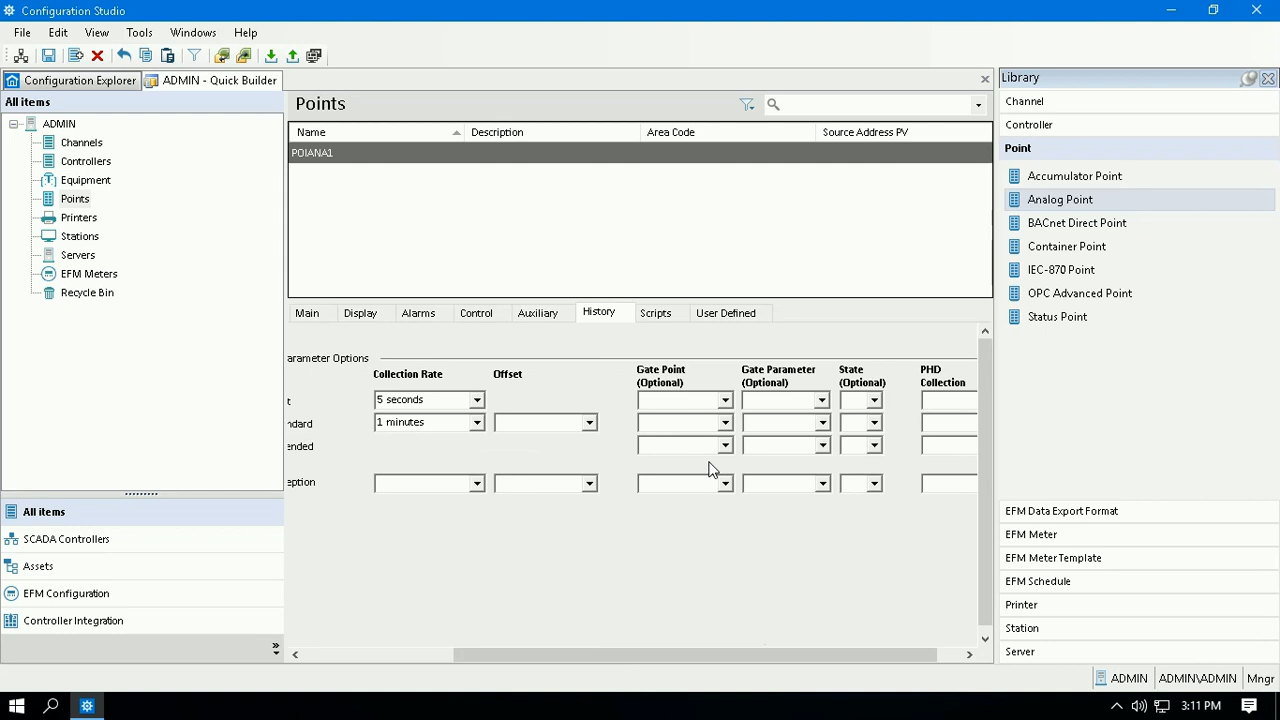 Configuration Studio
File Edit View Tools Windows Help
Configuration Explorer ADMIN - Quick Builder
All items
ADMIN
Channels
Controllers
Equipment
Points
Printers
Stations
Servers
EFM Meters
Recycle Bin
All items
SCADA Controllers
Assets
EFM Configuration
Controller Integration
Points
Name Description Area Code Source Address PV
POIANA1
Main Display Alarms Control Auxiliary History Scripts User Defined
arameter Options
Collection Rate Offset Gate Point (Optional) Gate Parameter (Optional) State (Optional) PHD Collection
t 5 seconds
ndard 1 minutes
ended
eption
Library
Channel
Controller
Point
Accumulator Point
Analog Point
BACnet Direct Point
Container Point
IEC-870 Point
OPC Advanced Point
Status Point
EFM Data Export Format
EFM Meter
EFM Meter Template
EFM Schedule
Printer
Station
Server
ADMIN ADMIN\ADMIN Mngr
3:11 PM